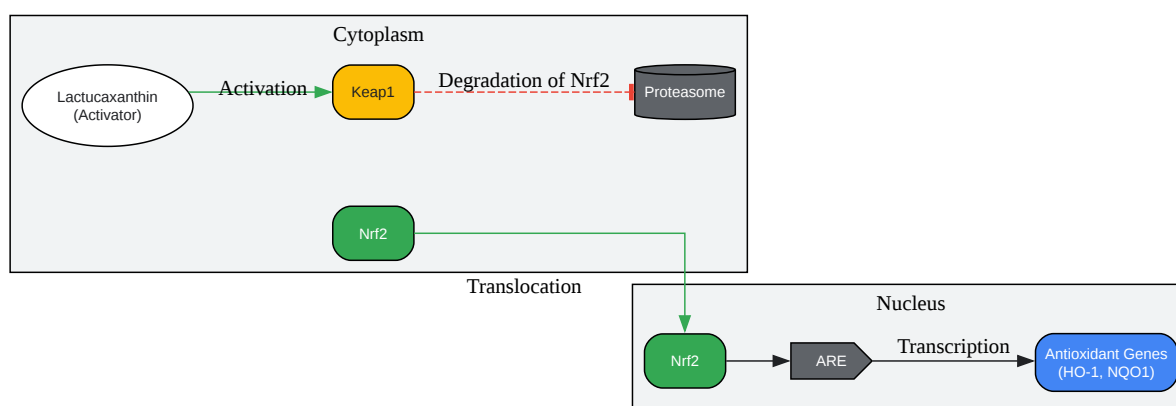 Cytoplasm
Lactucaxanthin
(Activator)
Activation
Keap1
Degradation of Nrf2
Proteasome
Nrf2
Translocation
Nucleus
Nrf2
ARE
Transcription
Antioxidant Genes
(HO-1, NQO1)